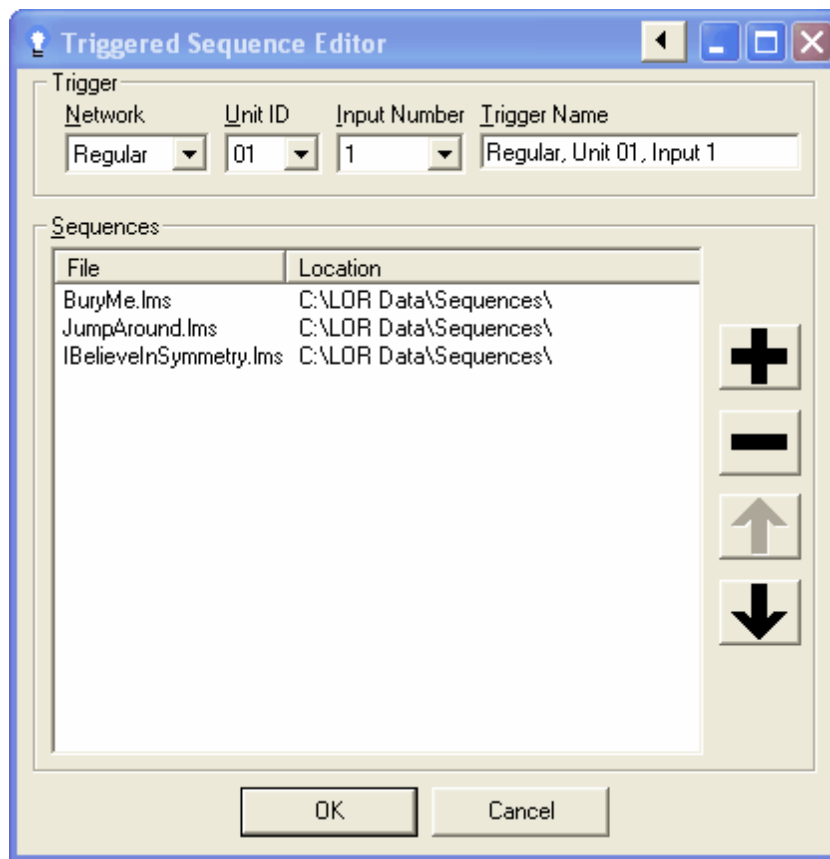 Triggered Sequence Editor
Trigger
Network Unit ID Input Number Trigger Name
Regular 01 1 Regular, Unit 01, Input 1
Sequences
File Location
BuryMe.lms C:\LOR Data\Sequences\
JumpAround.lms C:\LOR Data\Sequences\
IBelieveInSymmetry.lms C:\LOR Data\Sequences\
OK Cancel